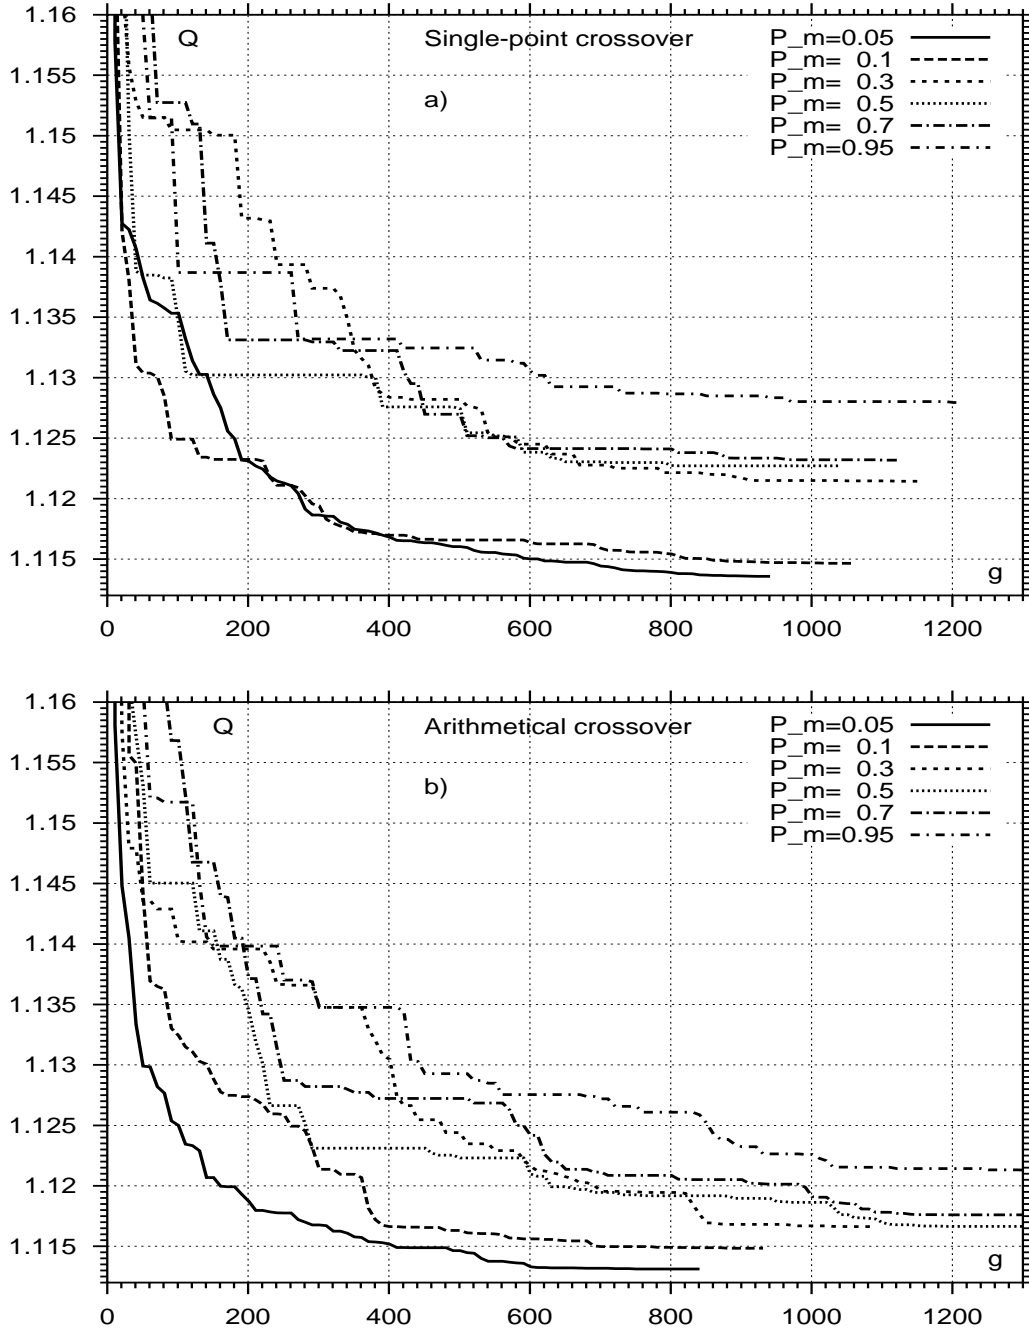 1.16
Q Single-point crossover P_m=0.05
P_m= 0.1
1.155
P_m= 0.3
a)
P_m= 0.5
P_m= 0.7
1.15
P_m=0.95
1.145
1.14
1.135
1.13
1.125
1.12
1.115
g
0 200 400 600 800 1000 1200
1.16
Q Arithmetical crossover P_m=0.05
P_m= 0.1
1.155
P_m= 0.3
b)
P_m= 0.5
P_m= 0.7
1.15
P_m=0.95
1.145
1.14
1.135
1.13
1.125
1.12
1.115
g
0 200 400 600 800 1000 1200